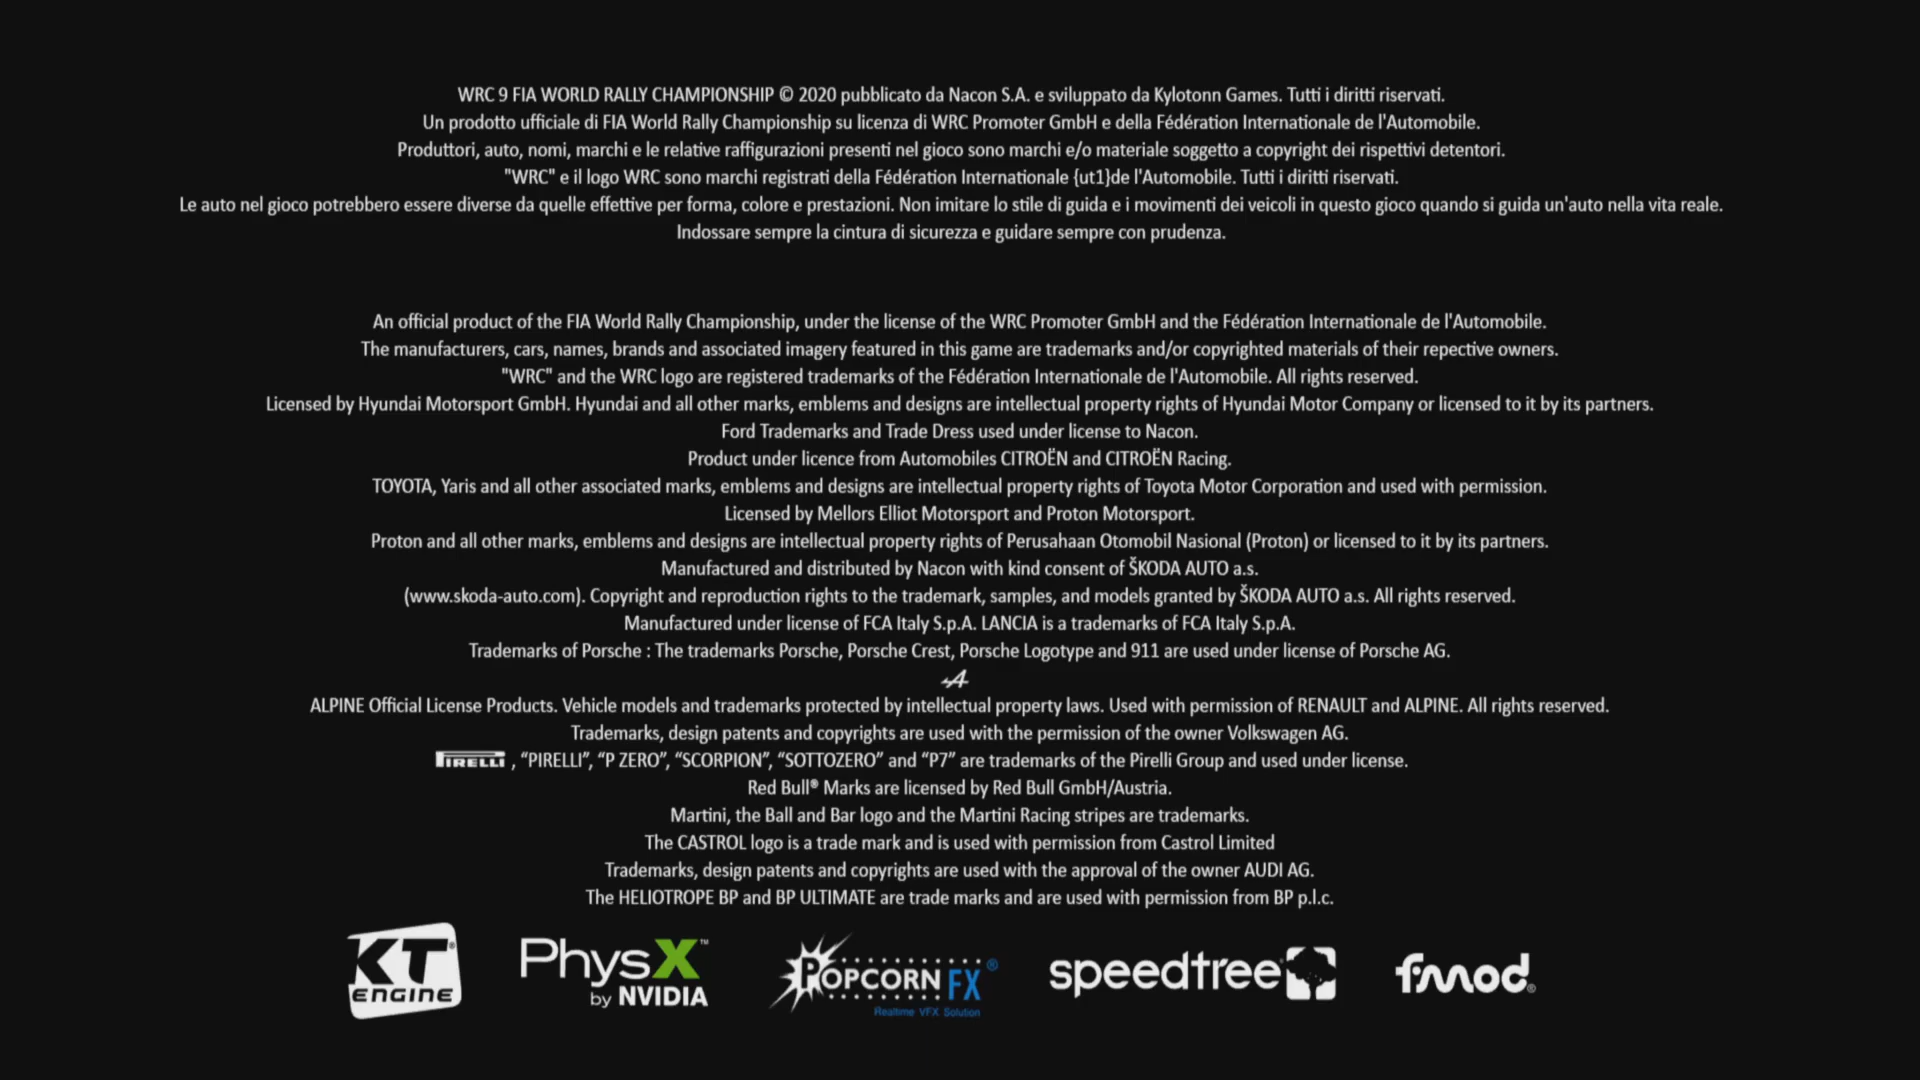 WRC 9 FIA WORLD RALLY CHAMPIONSHIP © 2020 pubblicato da Nacon S.A. e sviluppato da Kylotonn Games. Tutti i diritti riservati.
Un prodotto ufficiale di FIA World Rally Championship su licenza di WRC Promoter GmbH e della Fédération Internationale de l'Automobile.
Produttori, auto, nomi, marchi e le relative raffigurazioni presenti nel gioco sono marchi e/o materiale soggetto a copyright dei rispettivi detentori.
"WRC" e il logo WRC sono marchi registrati della Fédération Internationale {ut1}de l'Automobile. Tutti i diritti riservati.
Le auto nel gioco potrebbero essere diverse da quelle effettive per forma, colore e prestazioni. Non imitare lo stile di guida e i movimenti dei veicoli in questo gioco quando si guida un'auto nella vita reale.
Indossare sempre la cintura di sicurezza e guidare sempre con prudenza.
An official product of the FIA World Rally Championship, under the license of the WRC Promoter GmbH and the Fédération Internationale de l'Automobile.
The manufacturers, cars, names, brands and associated imagery featured in this game are trademarks and/or copyrighted materials of their repective owners.
"WRC" and the WRC logo are registered trademarks of the Fédération Internationale de l'Automobile. All rights reserved.
Licensed by Hyundai Motorsport GmbH. Hyundai and all other marks, emblems and designs are intellectual property rights of Hyundai Motor Company or licensed to it by its partners.
Ford Trademarks and Trade Dress used under license to Nacon.
Product under licence from Automobiles CITROËN and CITROËN Racing.
TOYOTA, Yaris and all other associated marks, emblems and designs are intellectual property rights of Toyota Motor Corporation and used with permission.
Licensed by Mellors Elliot Motorsport and Proton Motorsport.
Proton and all other marks, emblems and designs are intellectual property rights of Perusahaan Otomobil Nasional (Proton) or licensed to it by its partners.
Manufactured and distributed by Nacon with kind consent of ŠKODA AUTO a.s.
(www.skoda-auto.com). Copyright and reproduction rights to the trademark, samples, and models granted by ŠKODA AUTO a.s. All rights reserved.
Manufactured under license of FCA Italy S.p.A. LANCIA is a trademarks of FCA Italy S.p.A.
Trademarks of Porsche : The trademarks Porsche, Porsche Crest, Porsche Logotype and 911 are used under license of Porsche AG.
A
ALPINE Official License Products. Vehicle models and trademarks protected by intellectual property laws. Used with permission of RENAULT and ALPINE. All rights reserved.
Trademarks, design patents and copyrights are used with the permission of the owner Volkswagen AG.
PIRELLI , “PIRELLI”, “P ZERO”, “SCORPION”, “SOTTOZERO” and “P7” are trademarks of the Pirelli Group and used under license.
Red Bull® Marks are licensed by Red Bull GmbH/Austria.
Martini, the Ball and Bar logo and the Martini Racing stripes are trademarks.
The CASTROL logo is a trade mark and is used with permission from Castrol Limited
Trademarks, design patents and copyrights are used with the approval of the owner AUDI AG.
The HELIOTROPE BP and BP ULTIMATE are trade marks and are used with permission from BP p.l.c.
KT ® ENGINE
PhysX™ by NVIDIA
POPCORN FX ® Realtime VFX Solution
speedtree®
fmod®